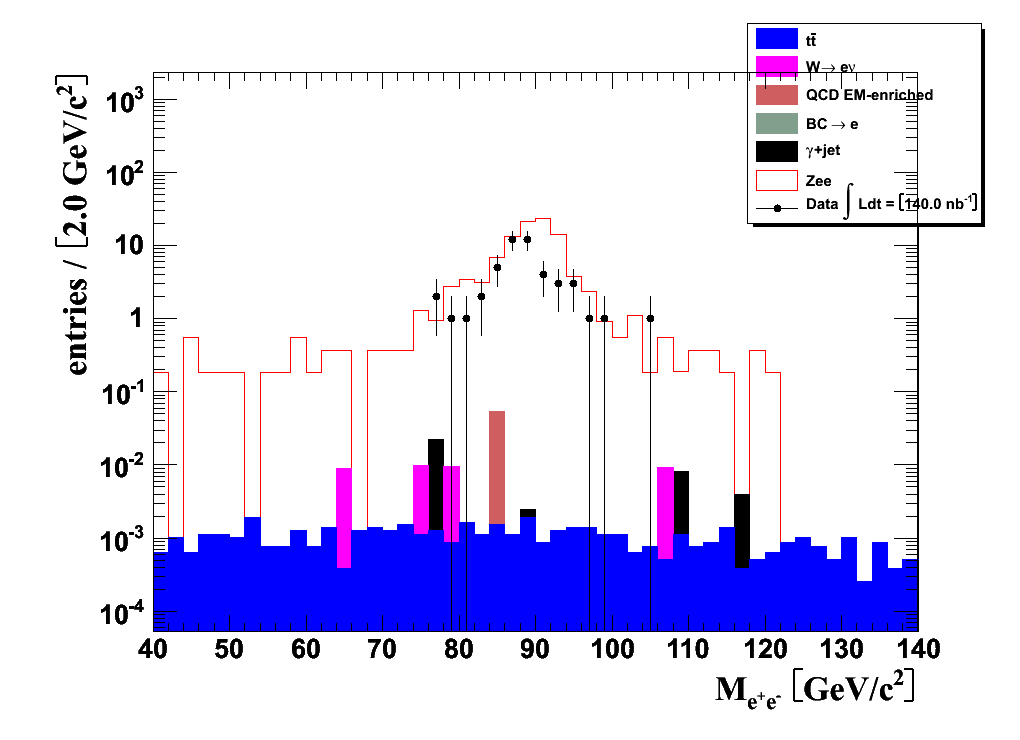 tt̄
W→ eν
QCD EM-enriched
BC → e
γ+jet
Zee
Data ∫ Ldt = [140.0 nb⁻¹]
entries / [2.0 GeV/c²]
10³
10²
10
1
10⁻¹
10⁻²
10⁻³
10⁻⁴
40 50 60 70 80 90 100 110 120 130 140
M_e⁺e⁻ [GeV/c²]